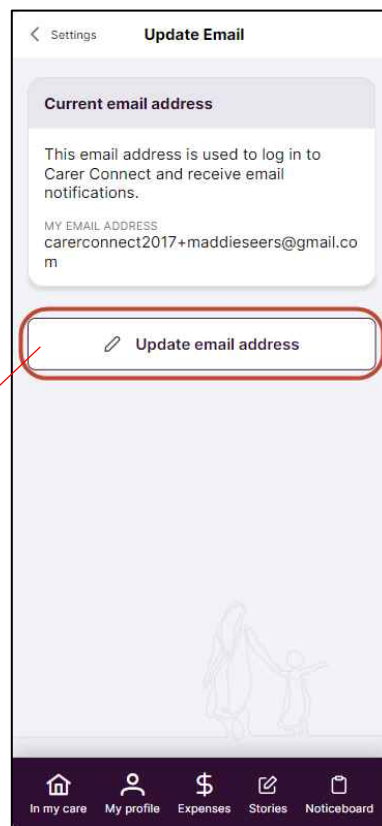 Settings Update Email
Current email address
This email address is used to log in to
Carer Connect and receive email
notifications.
MY EMAIL ADDRESS
carerconnect2017+maddieseers@gmail.co
m
Update email address
In my care My profile Expenses Stories Noticeboard